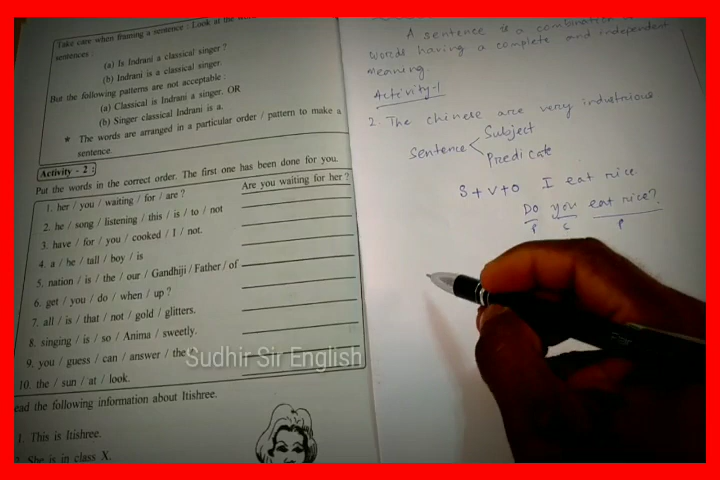 Take care when framing a sentence : Look at the
sentences :
(a) Is Indrani a classical singer ?
(b) Indrani is a classical singer.
But the following patterns are not acceptable :
(a) Classical is Indrani a singer. OR
(b) Singer classical Indrani is a.
* The words are arranged in a particular order / pattern to make a
sentence.
Activity - 2 :
Put the words in the correct order. The first one has been done for you.
1. her / you / waiting / for / are ? Are you waiting for her ?
2. he / song / listening / this / is / to / not
3. have / for / you / cooked / I / not.
4. a / he / tall / boy / is
5. nation / is / the / our / Gandhiji / Father / of
6. get / you / do / when / up ?
7. all / is / that / not / gold / glitters.
8. singing / is / so / Anima / sweetly.
9. you / guess / can / answer / the
10. the / sun / at / look.
ead the following information about Itishree.
1. This is Itishree.
2. She is in class X.
A sentence is a combination
words having a complete and independent
meaning.
Activity-1
2. The Chinese are very industrious
Sentence
Subject
Predicate
S + V + O I eat rice
Do you eat rice?
P S P
Sudhir Sir English